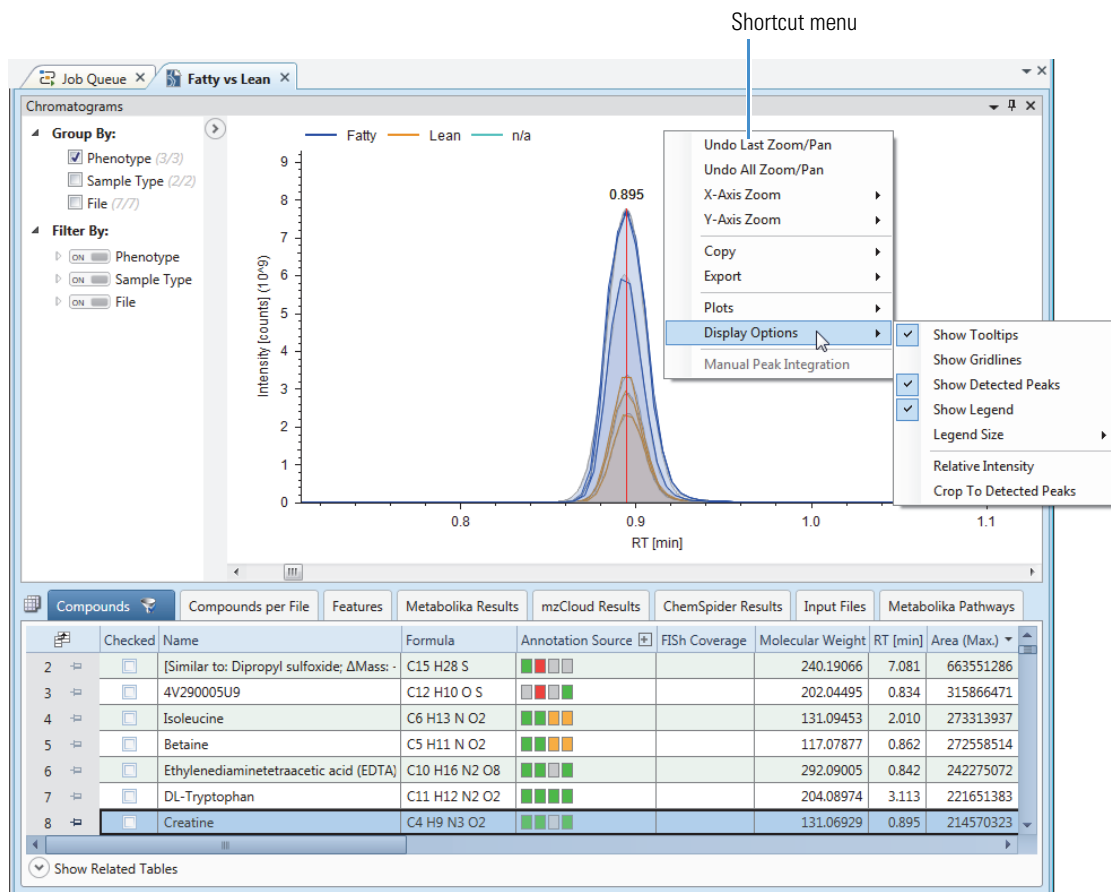 Shortcut menu
Job Queue
Fatty vs Lean
Chromatograms
Group By:
Phenotype (3/3)
Sample Type (2/2)
File (7/7)
Filter By:
ON Phenotype
ON Sample Type
ON File
Fatty Lean n/a
Intensity [counts] (10^9)
9
8
7
6
5
4
3
2
1
0
0.895
0.8 0.9 1.0 1.1
RT [min]
Undo Last Zoom/Pan
Undo All Zoom/Pan
X-Axis Zoom
Y-Axis Zoom
Copy
Export
Plots
Display Options
Manual Peak Integration
Show Tooltips
Show Gridlines
Show Detected Peaks
Show Legend
Legend Size
Relative Intensity
Crop To Detected Peaks
Compounds Compounds per File Features Metabolika Results mzCloud Results ChemSpider Results Input Files Metabolika Pathways
Checked Name Formula Annotation Source FISh Coverage Molecular Weight RT [min] Area (Max.)
2 [Similar to: Dipropyl sulfoxide; ΔMass: - C15 H28 S 240.19066 7.081 663551286
3 4V290005U9 C12 H10 O S 202.04495 0.834 315866471
4 Isoleucine C6 H13 N O2 131.09453 2.010 273313937
5 Betaine C5 H11 N O2 117.07877 0.862 272558514
6 Ethylenediaminetetraacetic acid (EDTA) C10 H16 N2 O8 292.09005 0.842 242275072
7 DL-Tryptophan C11 H12 N2 O2 204.08974 3.113 221651383
8 Creatine C4 H9 N3 O2 131.06929 0.895 214570323
Show Related Tables